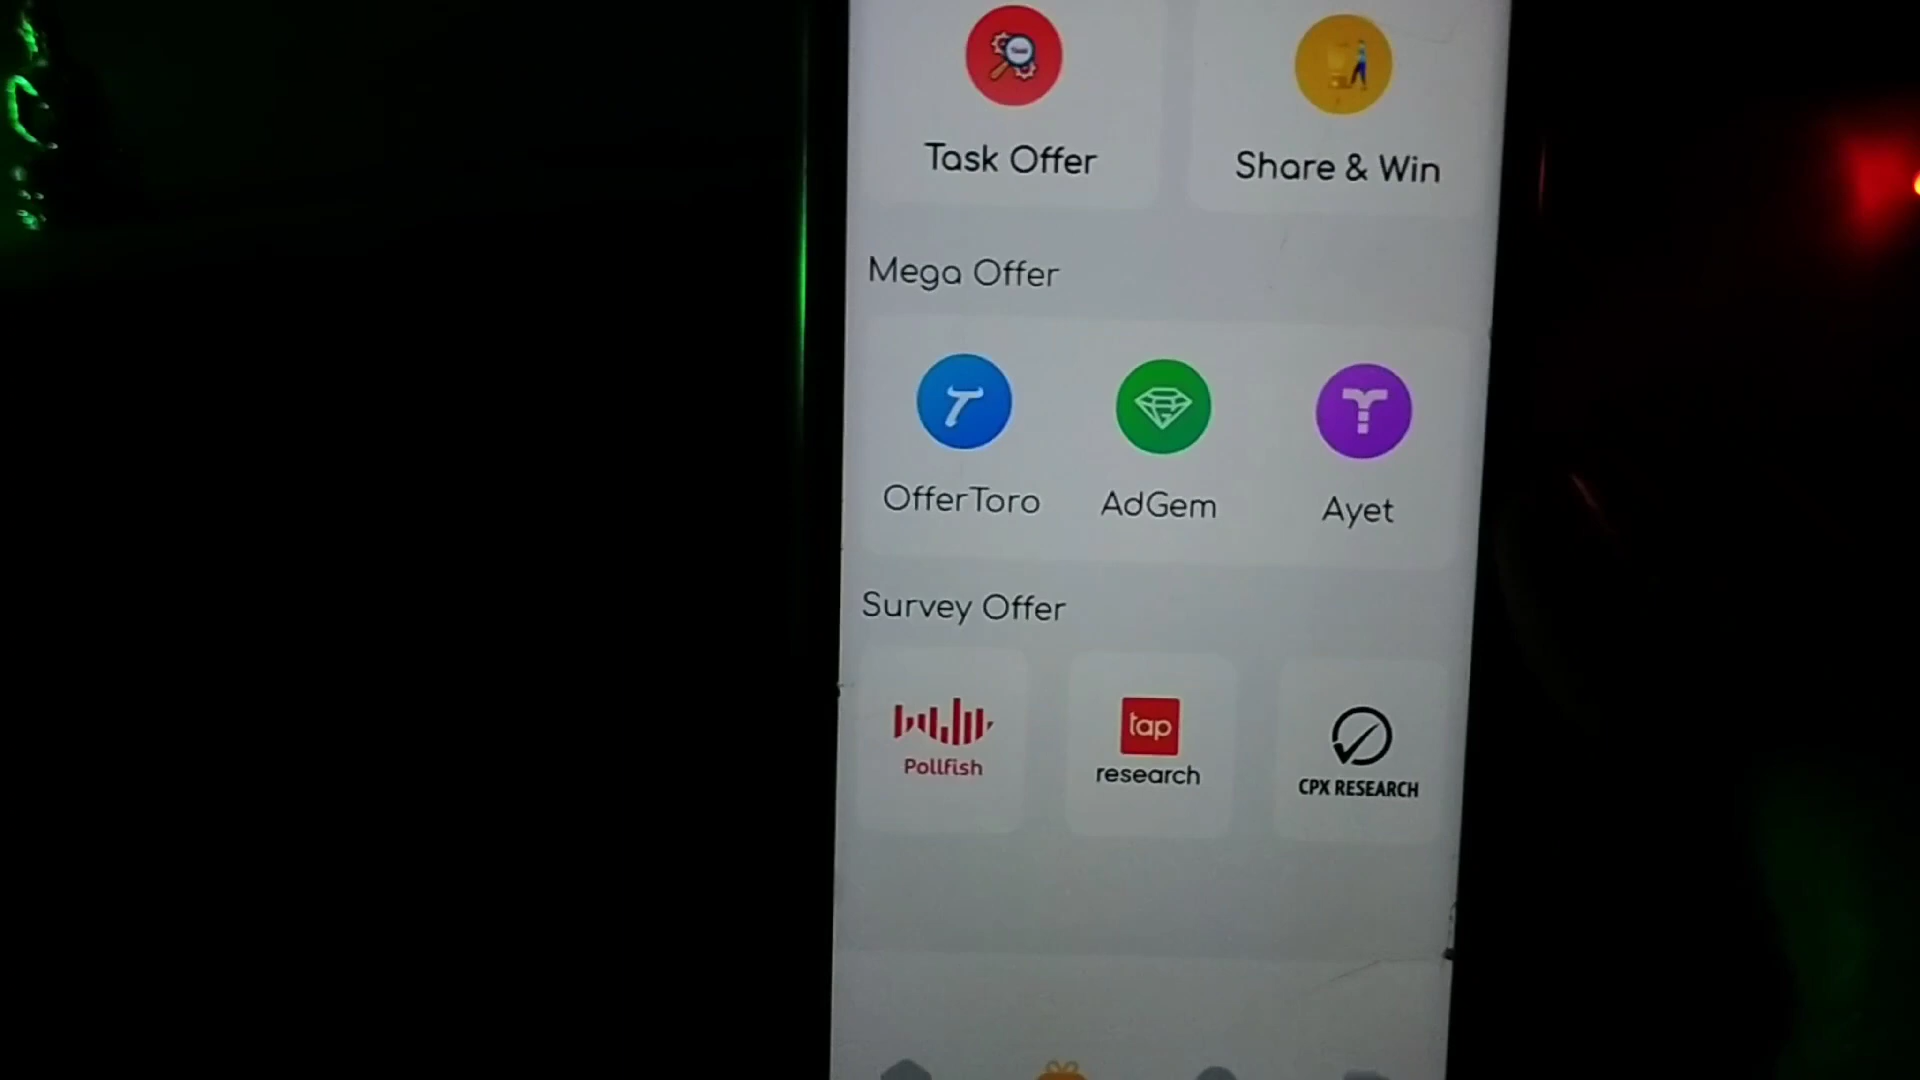 Task Offer
Share & Win
Mega Offer
OfferToro
AdGem
Ayet
Survey Offer
Pollfish
tap
research
CPX RESEARCH